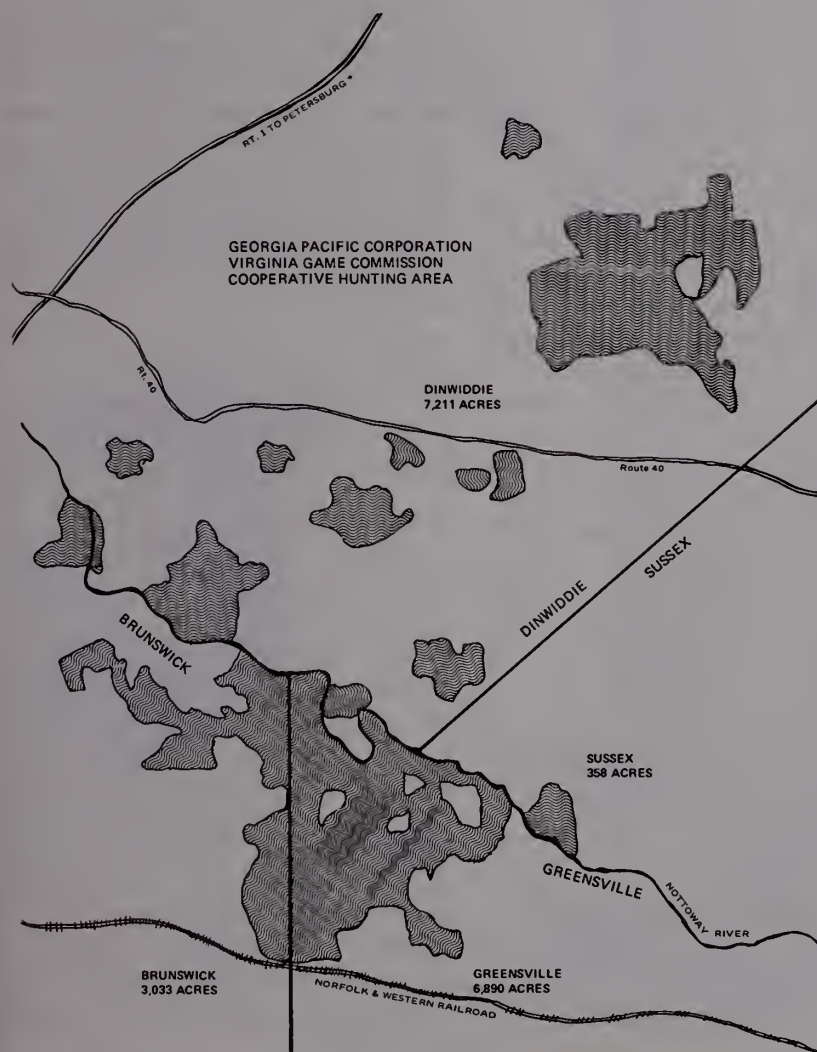 RT. 1 TO PETERSBURG
GEORGIA PACIFIC CORPORATION
VIRGINIA GAME COMMISSION
COOPERATIVE HUNTING AREA
Rt. 40
DINWIDDIE
7,211 ACRES
Route 40
DINWIDDIE
SUSSEX
BRUNSWICK
SUSSEX
358 ACRES
GREENSVILLE
NOTTOWAY RIVER
BRUNSWICK
3,033 ACRES
GREENSVILLE
6,890 ACRES
NORFOLK & WESTERN RAILROAD